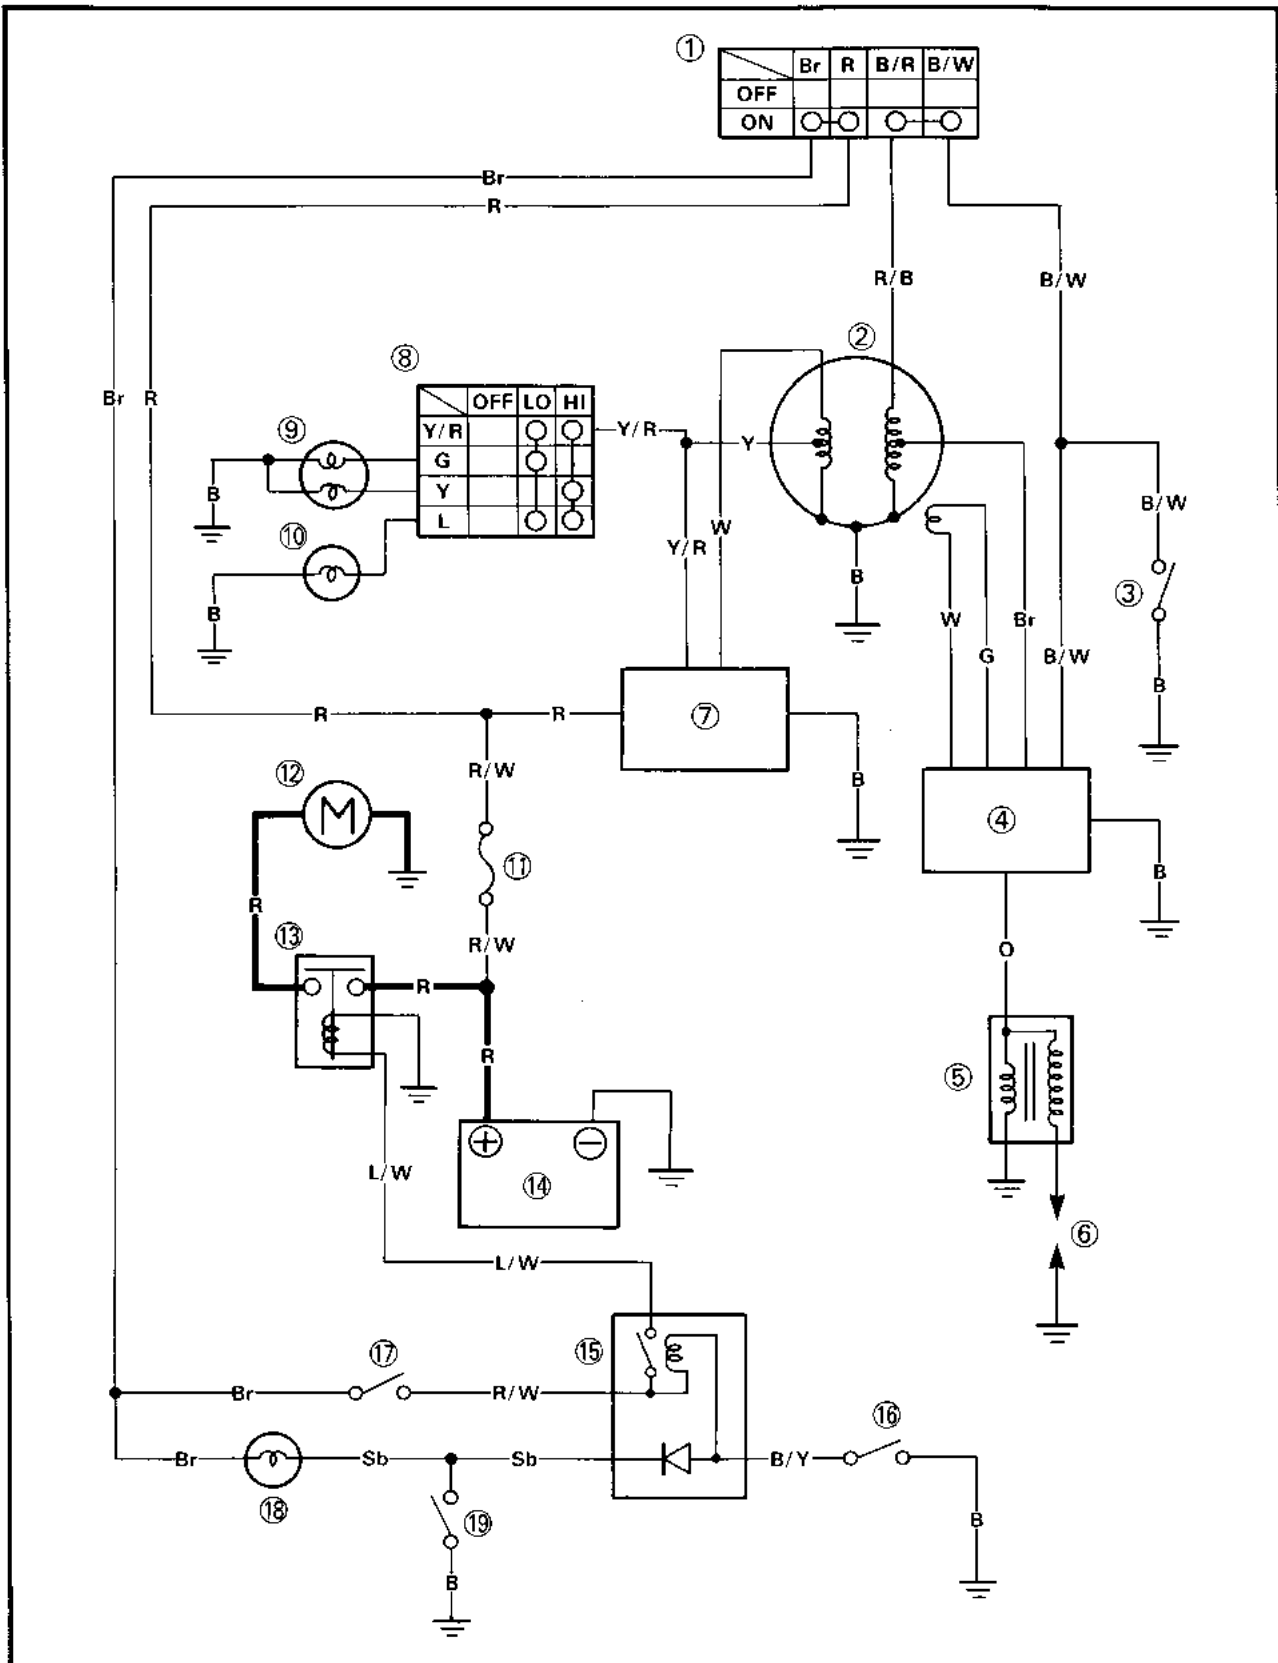 ① Br R B/R B/W
OFF
ON
Br
R
R/B B/W
②
⑧
Br R
OFF LO HI
Y/R
G
Y
L
Y/R Y
⑨
B
⑩
B
W
Y/R
B
B/W
③
W G Br B/W
B
R R
⑦
B
R/W
⑫
M
⑪
④
B
R
R/W
⑬
R
O
R
⑤
+ −
⑭
L/W
⑥
L/W
⑮
⑰
Br R/W
⑯
Br Sb Sb B/Y
⑱
⑲
B
B